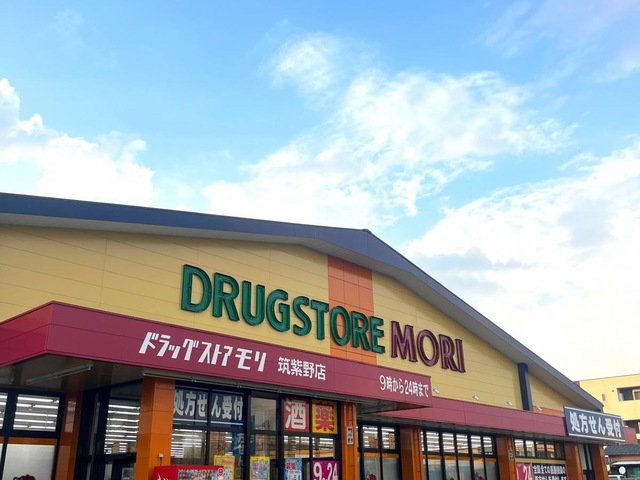 DRUGSTORE MORI
ドラッグストアモリ 筑紫野店
9時から24時まで
処方せん受付
酒 薬
9-24
処方せん受付
24